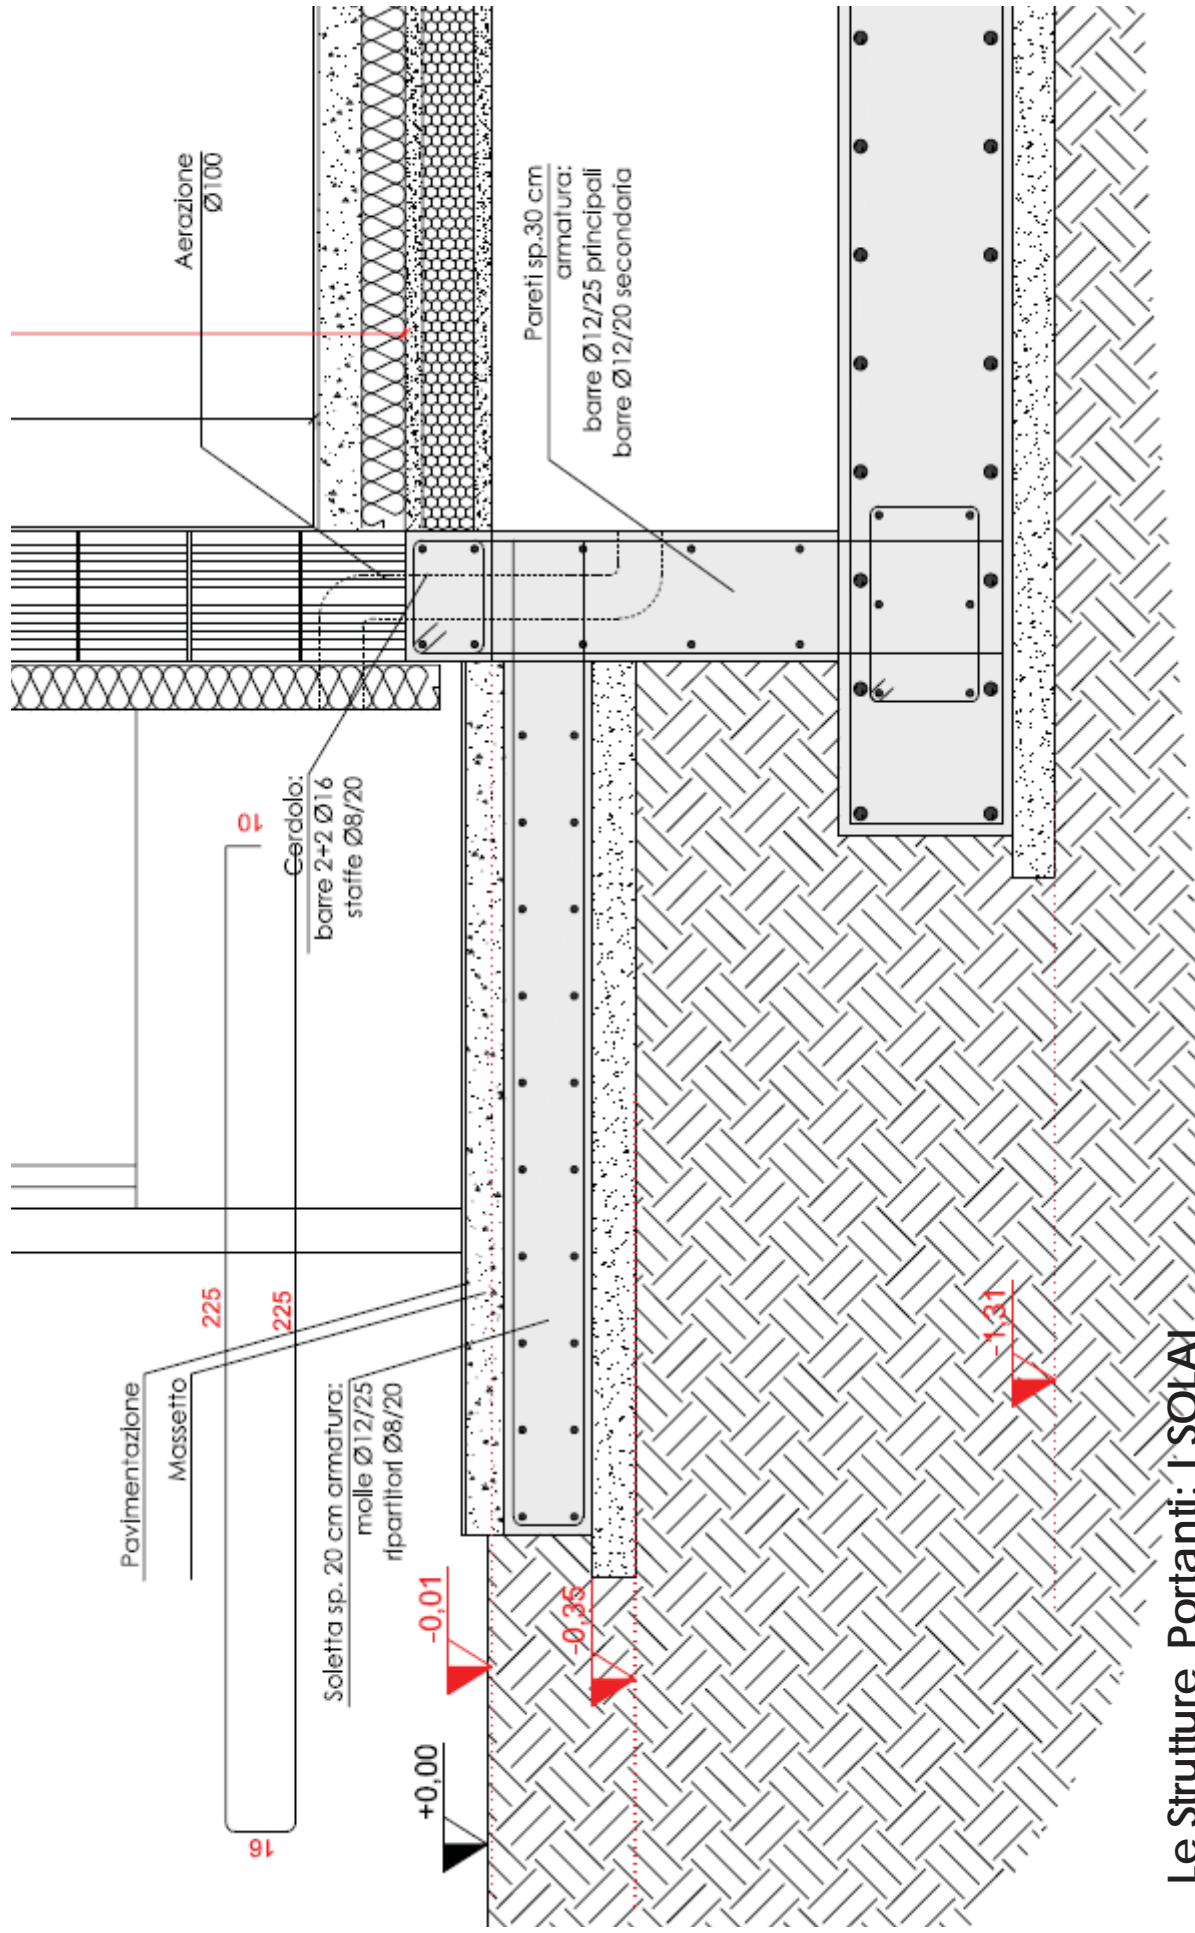 Aerazione
Ø100
Pareti sp.30 cm
armatura:
barre Ø12/25 principali
barre Ø12/20 secondaria
Cerdolo:
barre 2+2 Ø16
staffe Ø8/20
10
225
225
16
Pavimentazione
Massetto
Soletta sp. 20 cm armatura:
molle Ø12/25
ripartitori Ø8/20
-0,01
-0,35
+0,00
-1,31
Le Strutture Portanti: I SOLAI